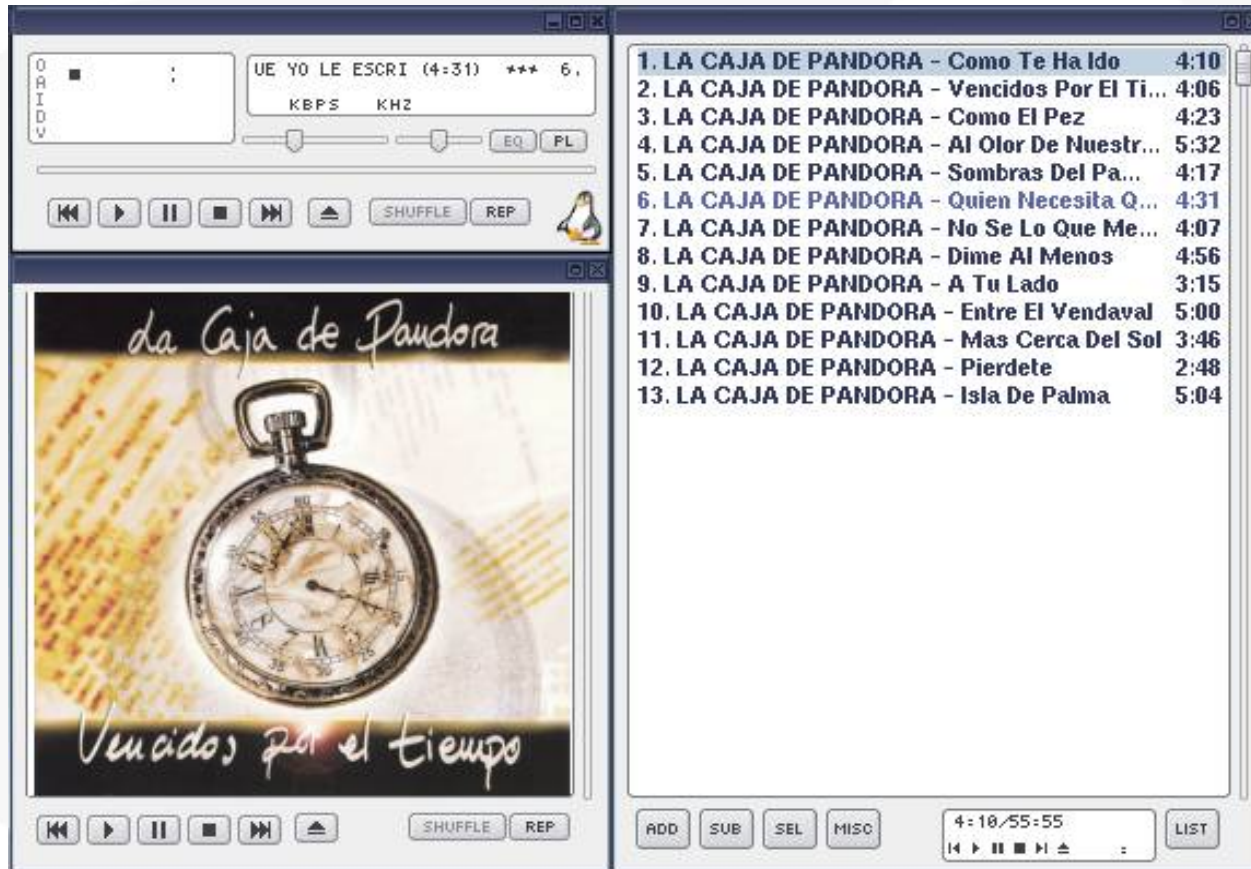 O
A
I
D
V
UE YO LE ESCRI (4:31) *** 6.
KBPS KHZ
EQ PL
SHUFFLE REP
La Caja de Pandora
60
Vencidos por el tiempo
SHUFFLE REP
1. LA CAJA DE PANDORA - Como Te Ha Ido 4:10
2. LA CAJA DE PANDORA - Vencidos Por El Ti... 4:06
3. LA CAJA DE PANDORA - Como El Pez 4:23
4. LA CAJA DE PANDORA - Al Olor De Nuestr... 5:32
5. LA CAJA DE PANDORA - Sombras Del Pa... 4:17
6. LA CAJA DE PANDORA - Quien Necesita Q... 4:31
7. LA CAJA DE PANDORA - No Se Lo Que Me... 4:07
8. LA CAJA DE PANDORA - Dime Al Menos 4:56
9. LA CAJA DE PANDORA - A Tu Lado 3:15
10. LA CAJA DE PANDORA - Entre El Vendaval 5:00
11. LA CAJA DE PANDORA - Mas Cerca Del Sol 3:46
12. LA CAJA DE PANDORA - Pierdete 2:48
13. LA CAJA DE PANDORA - Isla De Palma 5:04
ADD SUB SEL MISC 4:10/55:55 LIST